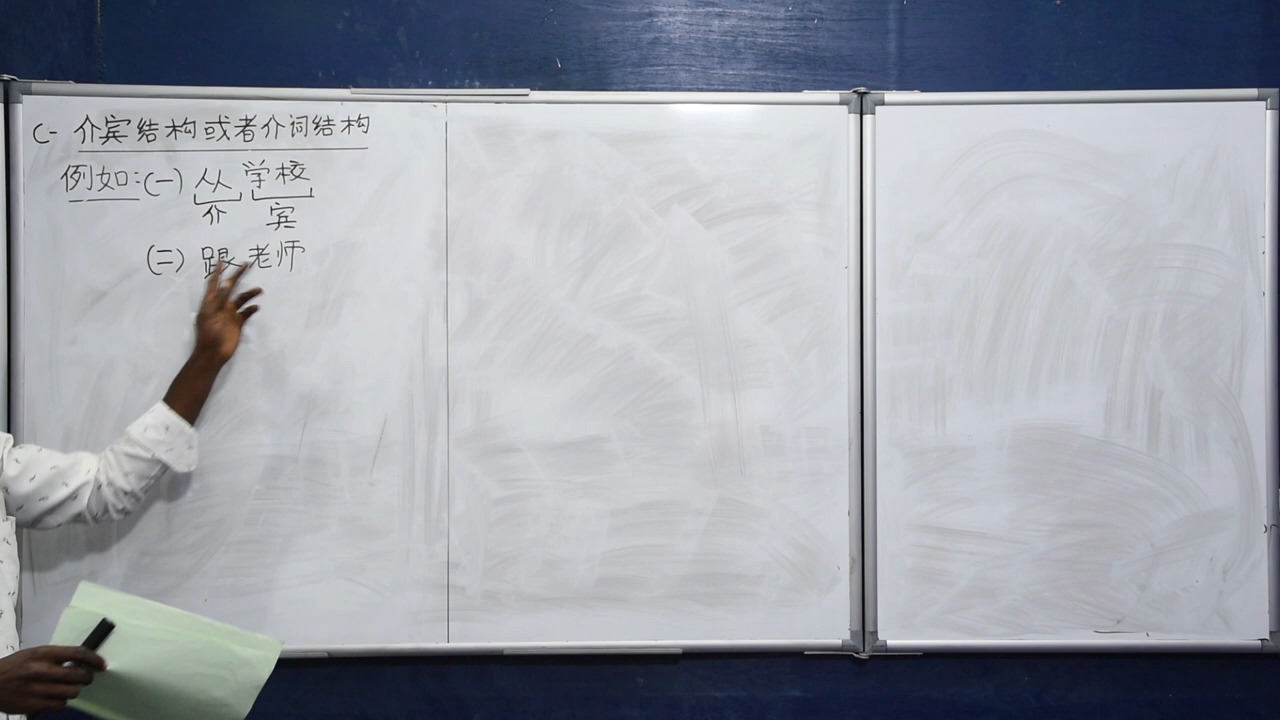 C- 介宾结构或者介词结构
例如:(一) 从 学校
介 宾
(二) 跟老师